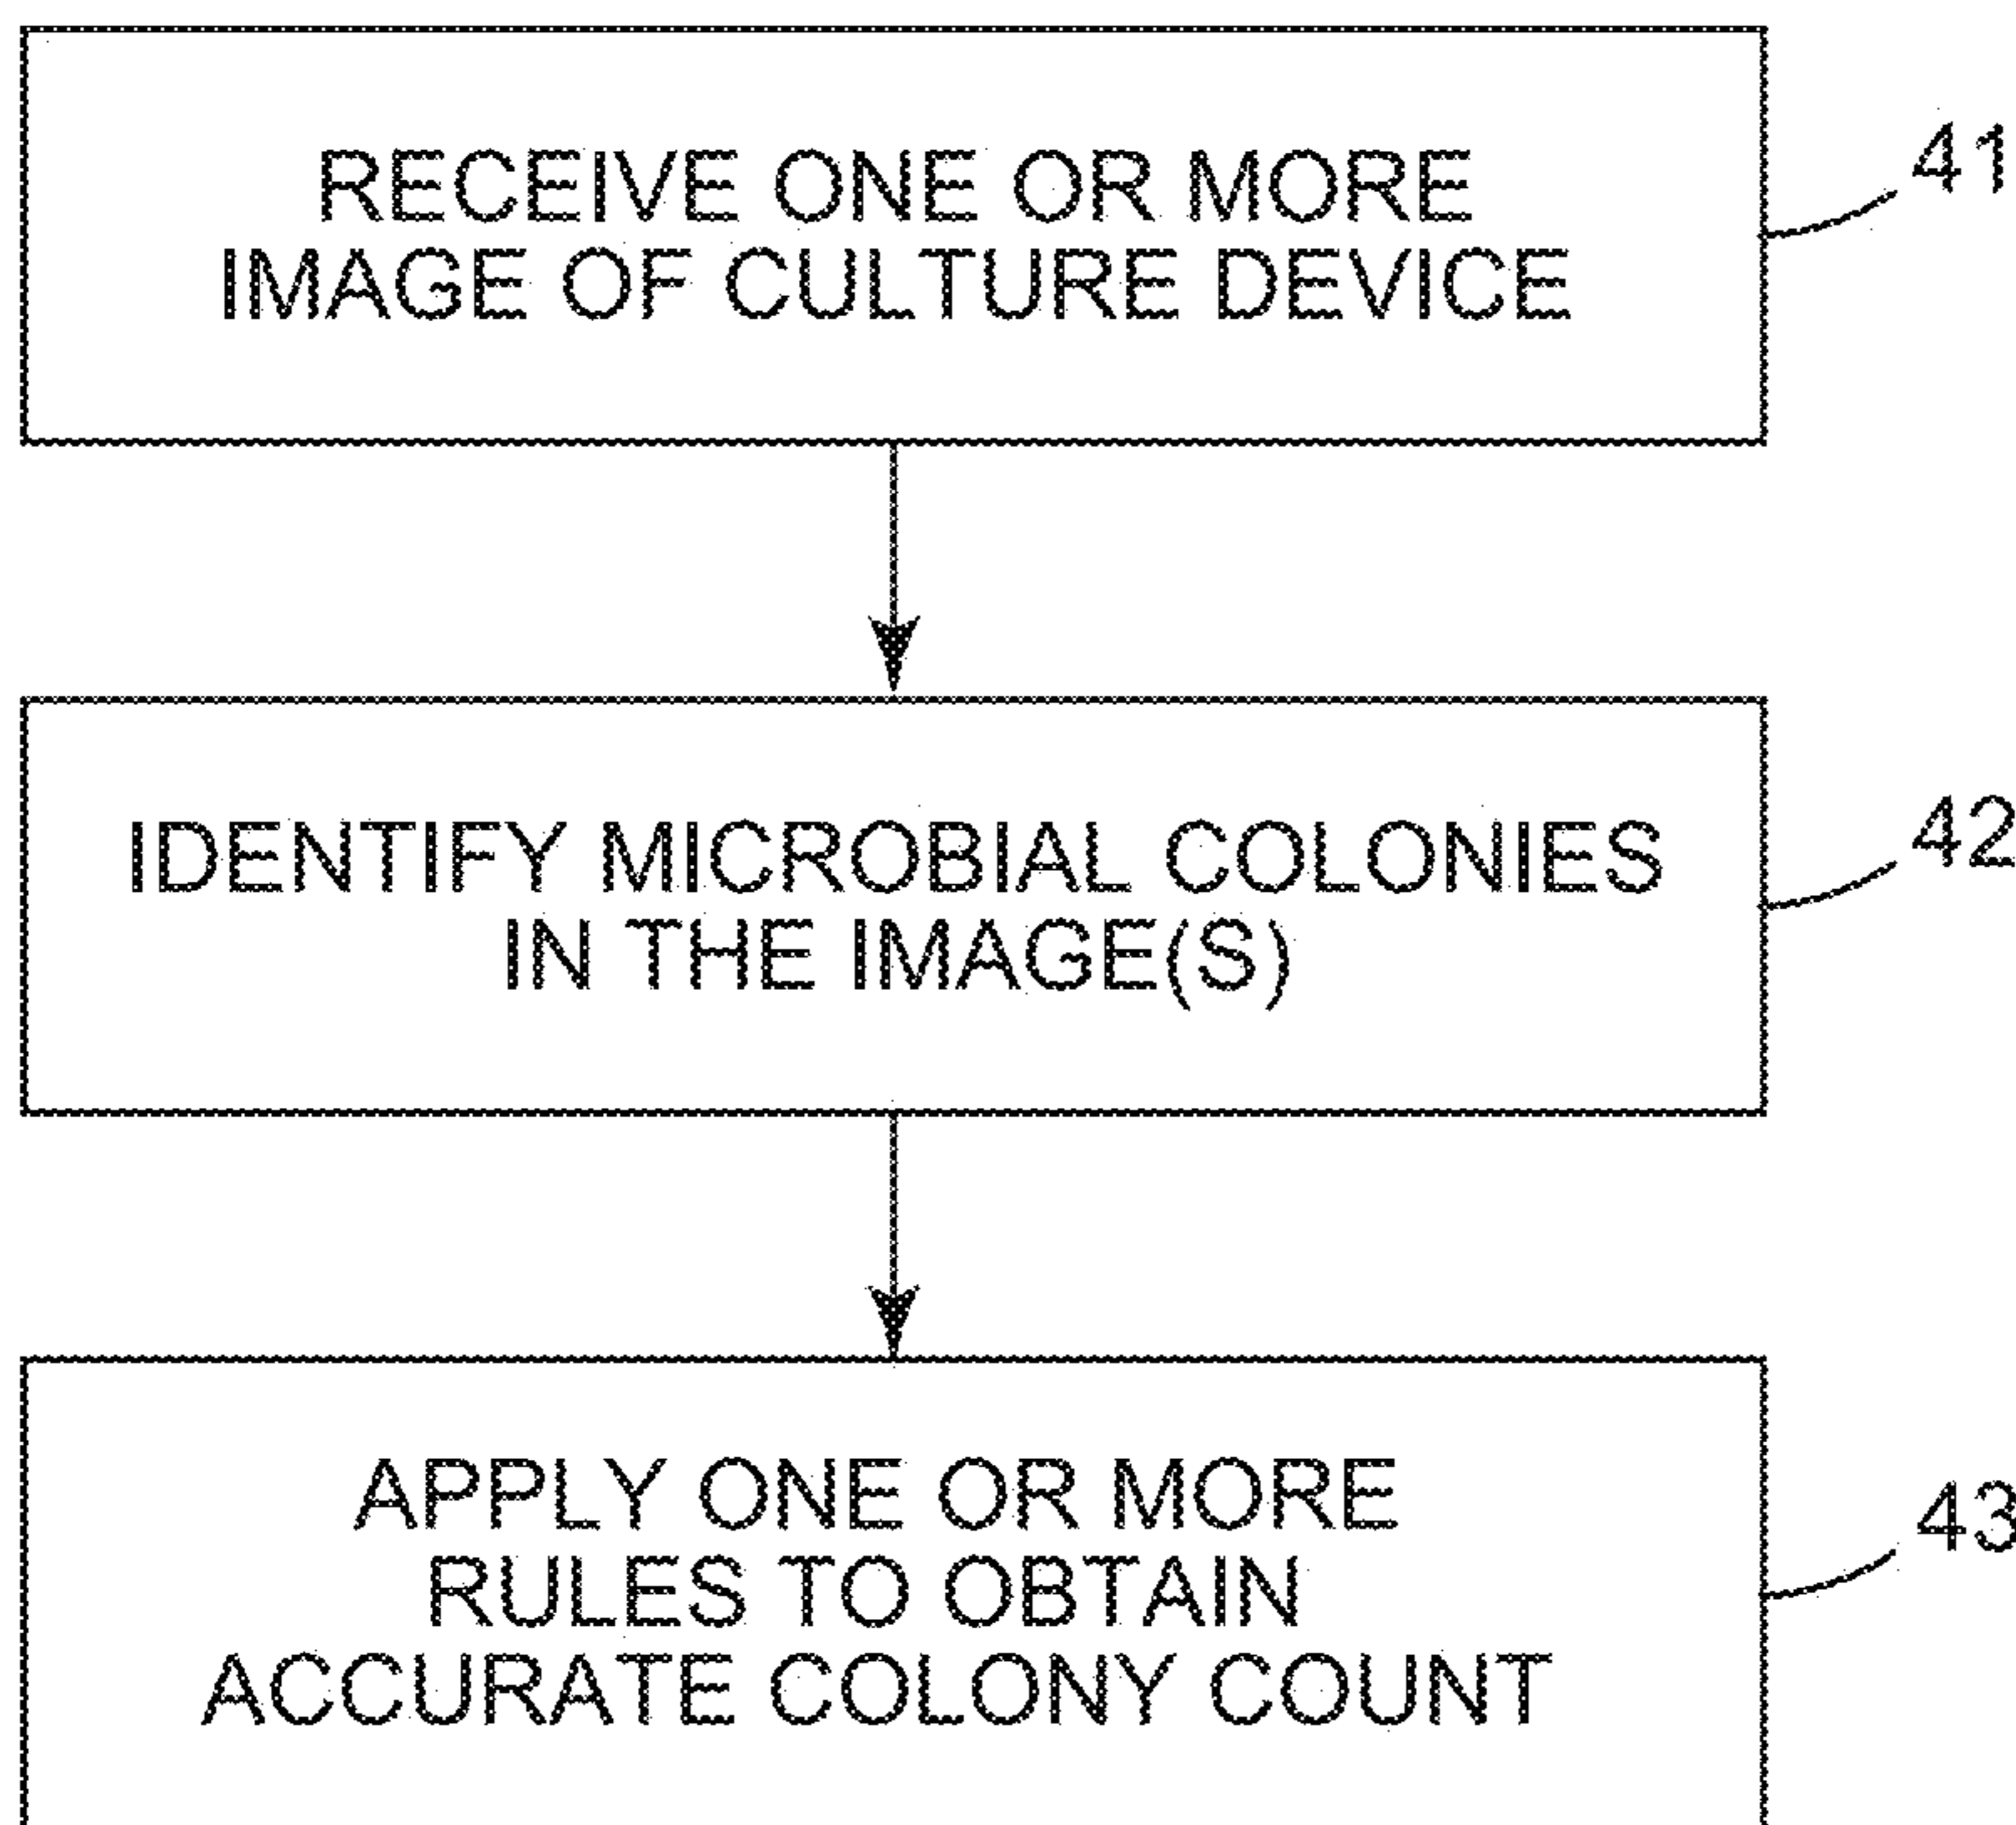 RECEIVE ONE OR MORE
IMAGE OF CULTURE DEVICE
41
IDENTIFY MICROBIAL COLONIES
IN THE IMAGE(S)
42
APPLY ONE OR MORE
RULES TO OBTAIN
ACCURATE COLONY COUNT
43